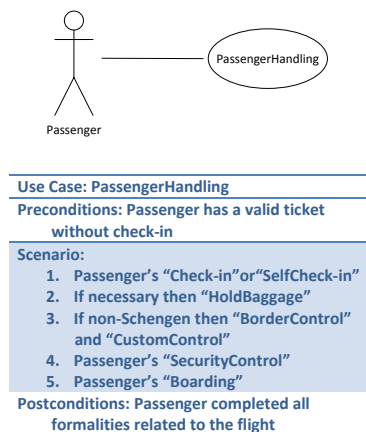 PassengerHandling
Passenger
Use Case: PassengerHandling
Preconditions: Passenger has a valid ticket
without check-in
Scenario:
1. Passenger's “Check-in”or“SelfCheck-in”
2. If necessary then “HoldBaggage”
3. If non-Schengen then “BorderControl”
and “CustomControl”
4. Passenger's “SecurityControl”
5. Passenger's “Boarding”
Postconditions: Passenger completed all
formalities related to the flight